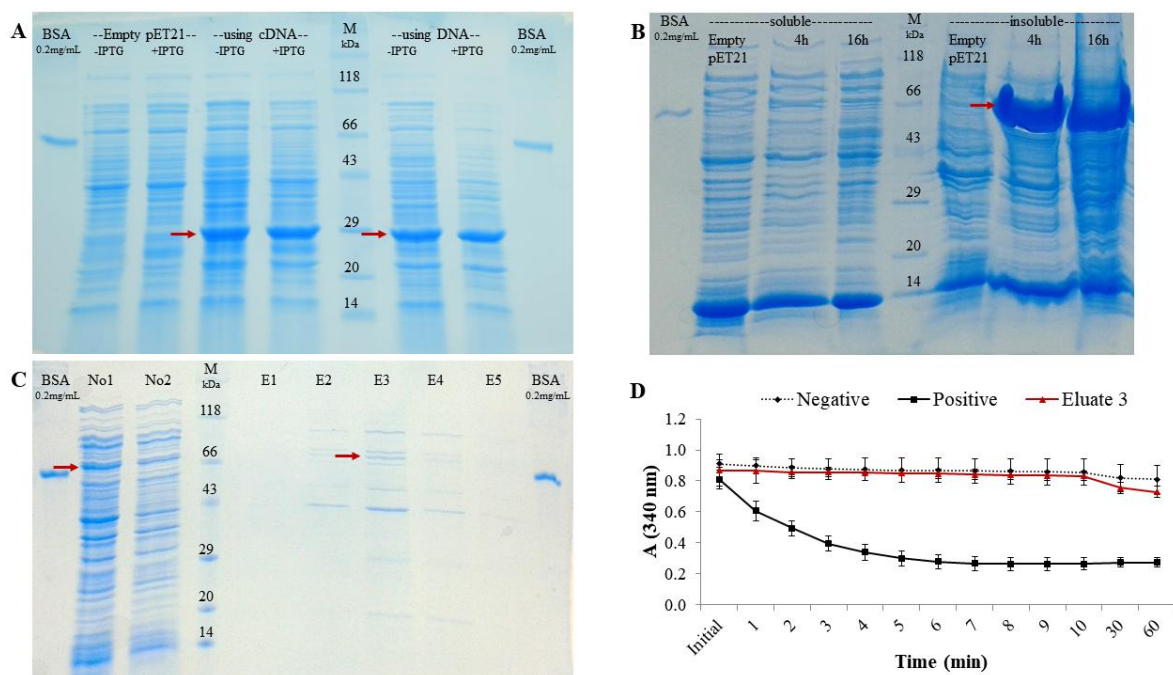 A
BSA
0.2mg/mL
--Empty pET21--
-IPTG +IPTG
--using cDNA--
-IPTG +IPTG
M
kDa
118
66
43
29
20
14
--using DNA--
-IPTG +IPTG
BSA
0.2mg/mL
B
BSA
0.2mg/mL
------------soluble------------
Empty pET21
4h
16h
M
kDa
118
66
43
29
20
14
------------insoluble------------
Empty pET21
4h
16h
C
BSA
0.2mg/mL
No1
No2
M
kDa
118
66
43
29
20
14
E1
E2
E3
E4
E5
BSA
0.2mg/mL
D
Negative Positive Eluate 3
A (340 nm)
1.2
1.0
0.8
0.6
0.4
0.2
0.0
Initial 1 2 3 4 5 6 7 8 9 10 30 60
Time (min)